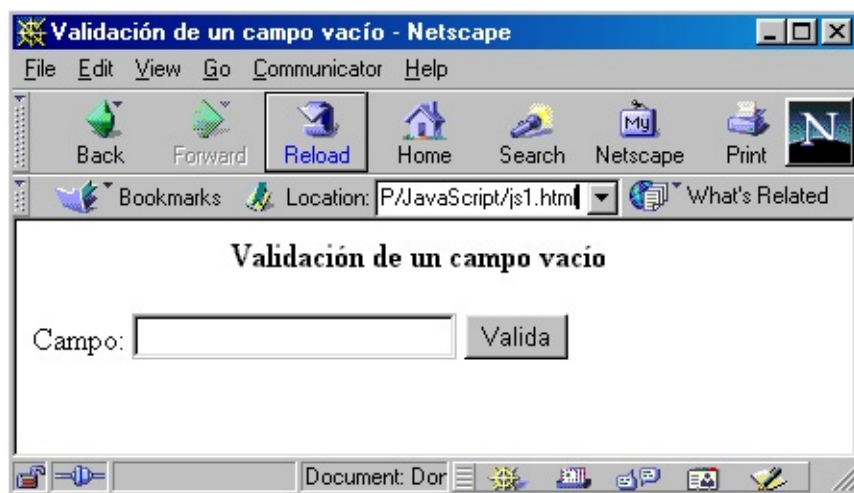 Validación de un campo vacío - Netscape
File Edit View Go Communicator Help
Back Forward Reload Home Search My Netscape Print N
Bookmarks Location: P/JavaScript/js1.html What's Related
Validación de un campo vacío
Campo: Valida
Document: Dor